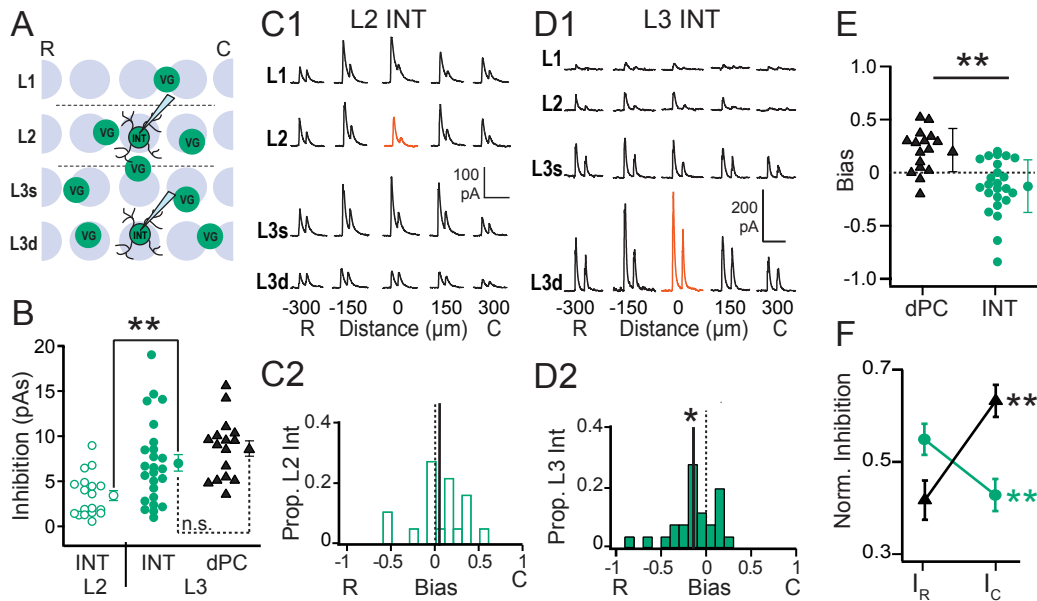 A
R C
L1 VG
L2 VG INT VG
VG
L3s VG VG
L3d VG INT VG
B
**
Inhibition (pAs)
20
15
10
5
0
n.s.
INT INT dPC
L2 L3
C1 L2 INT
L1
L2
100
pA
L3s
L3d
-300 -150 0 150 300
R Distance (µm) C
C2
Prop. L2 Int
0.4
0.2
0
-1 -0.5 0 0.5 1
R Bias C
D1 L3 INT
L1
L2
L3s
200
pA
L3d
-300 -150 0 150 300
R Distance (µm) C
D2
*
Prop. L3 Int
0.4
0.2
0
-1 -0.5 0 0.5 1
R Bias C
E
**
Bias
1.0
0.5
0
-0.5
-1.0
dPC INT
F
Norm. Inhibition
0.7
0.5
0.3
**
**
I_R I_C